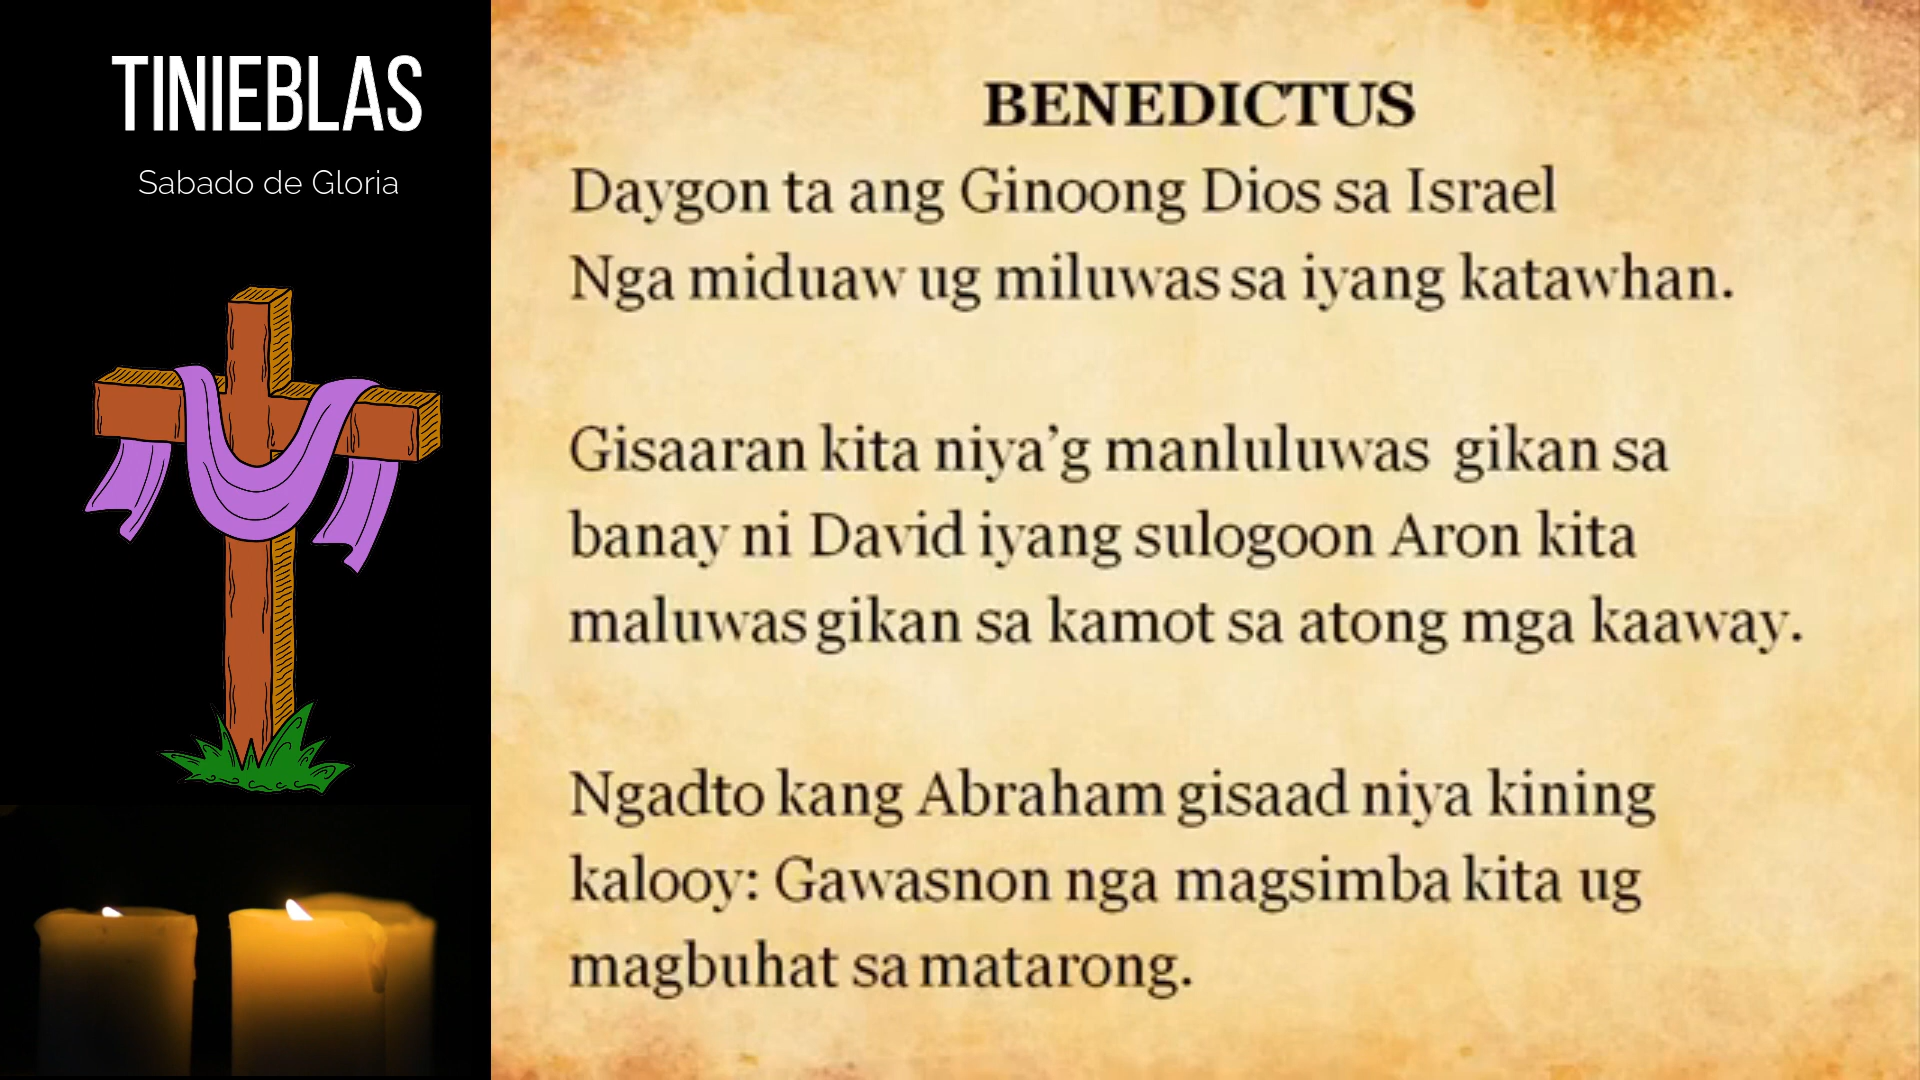 TINIEBLAS
Sabado de Gloria
BENEDICTUS
Daygon ta ang Ginoong Dios sa Israel
Nga miduaw ug miluwas sa iyang katawhan.
Gisaaran kita niya’g manluluwas gikan sa
banay ni David iyang sulogoon Aron kita
maluwas gikan sa kamot sa atong mga kaaway.
Ngadto kang Abraham gisaad niya kining
kalooy: Gawasnon nga magsimba kita ug
magbuhat sa matarong.